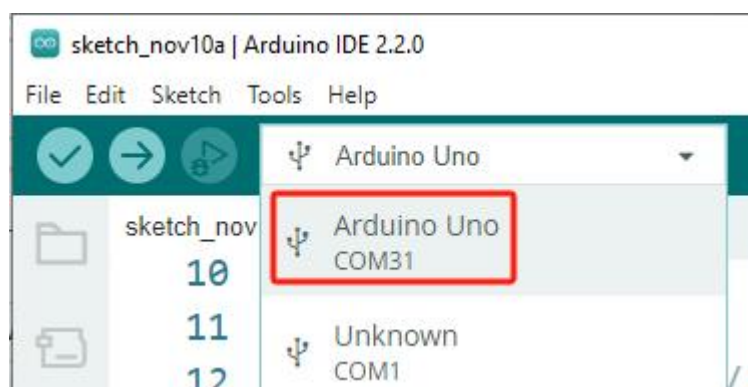 sketch_nov10a | Arduino IDE 2.2.0
File Edit Sketch Tools Help
Arduino Uno
sketch_nov
Arduino Uno
COM31
10
11
Unknown
COM1
12
/